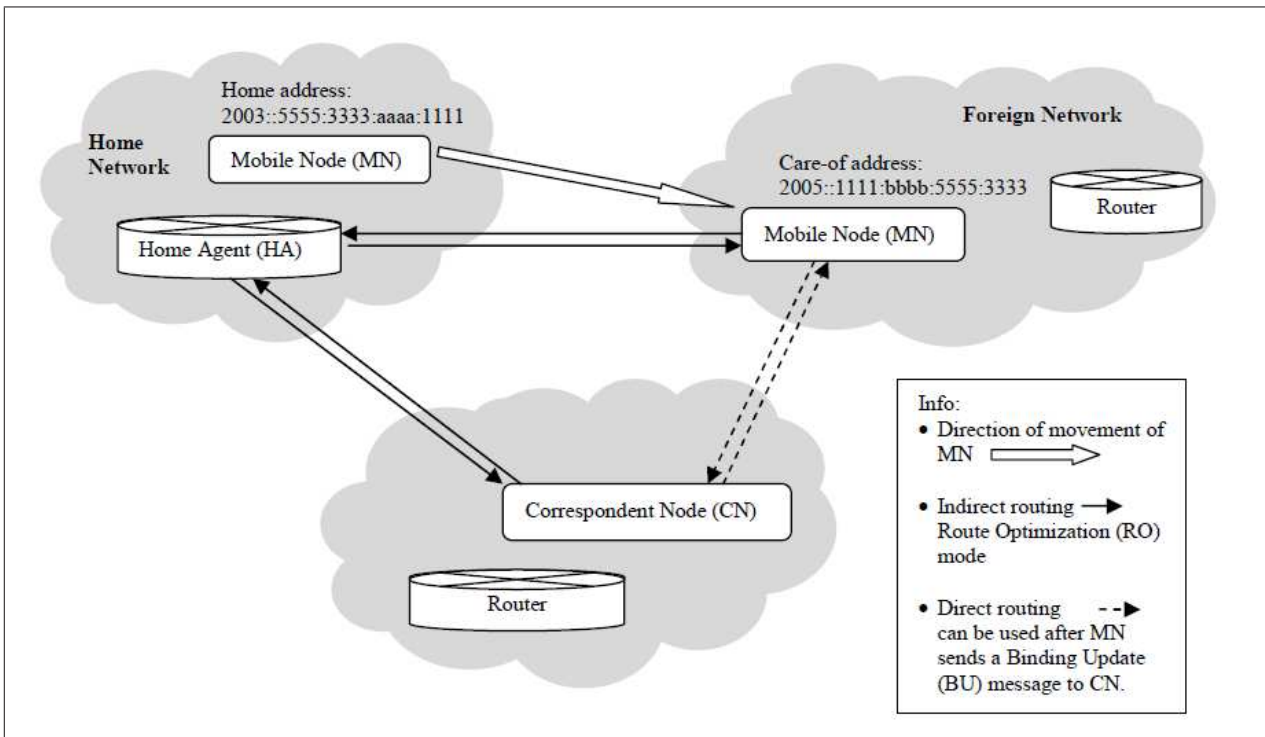 Home address:
2003::5555:3333:aaaa:1111
Home
Network
Mobile Node (MN)
Home Agent (HA)
Foreign Network
Care-of address:
2005::1111:bbbb:5555:3333
Mobile Node (MN)
Router
Correspondent Node (CN)
Router
Info:
• Direction of movement of
MN
• Indirect routing
Route Optimization (RO)
mode
• Direct routing
can be used after MN
sends a Binding Update
(BU) message to CN.